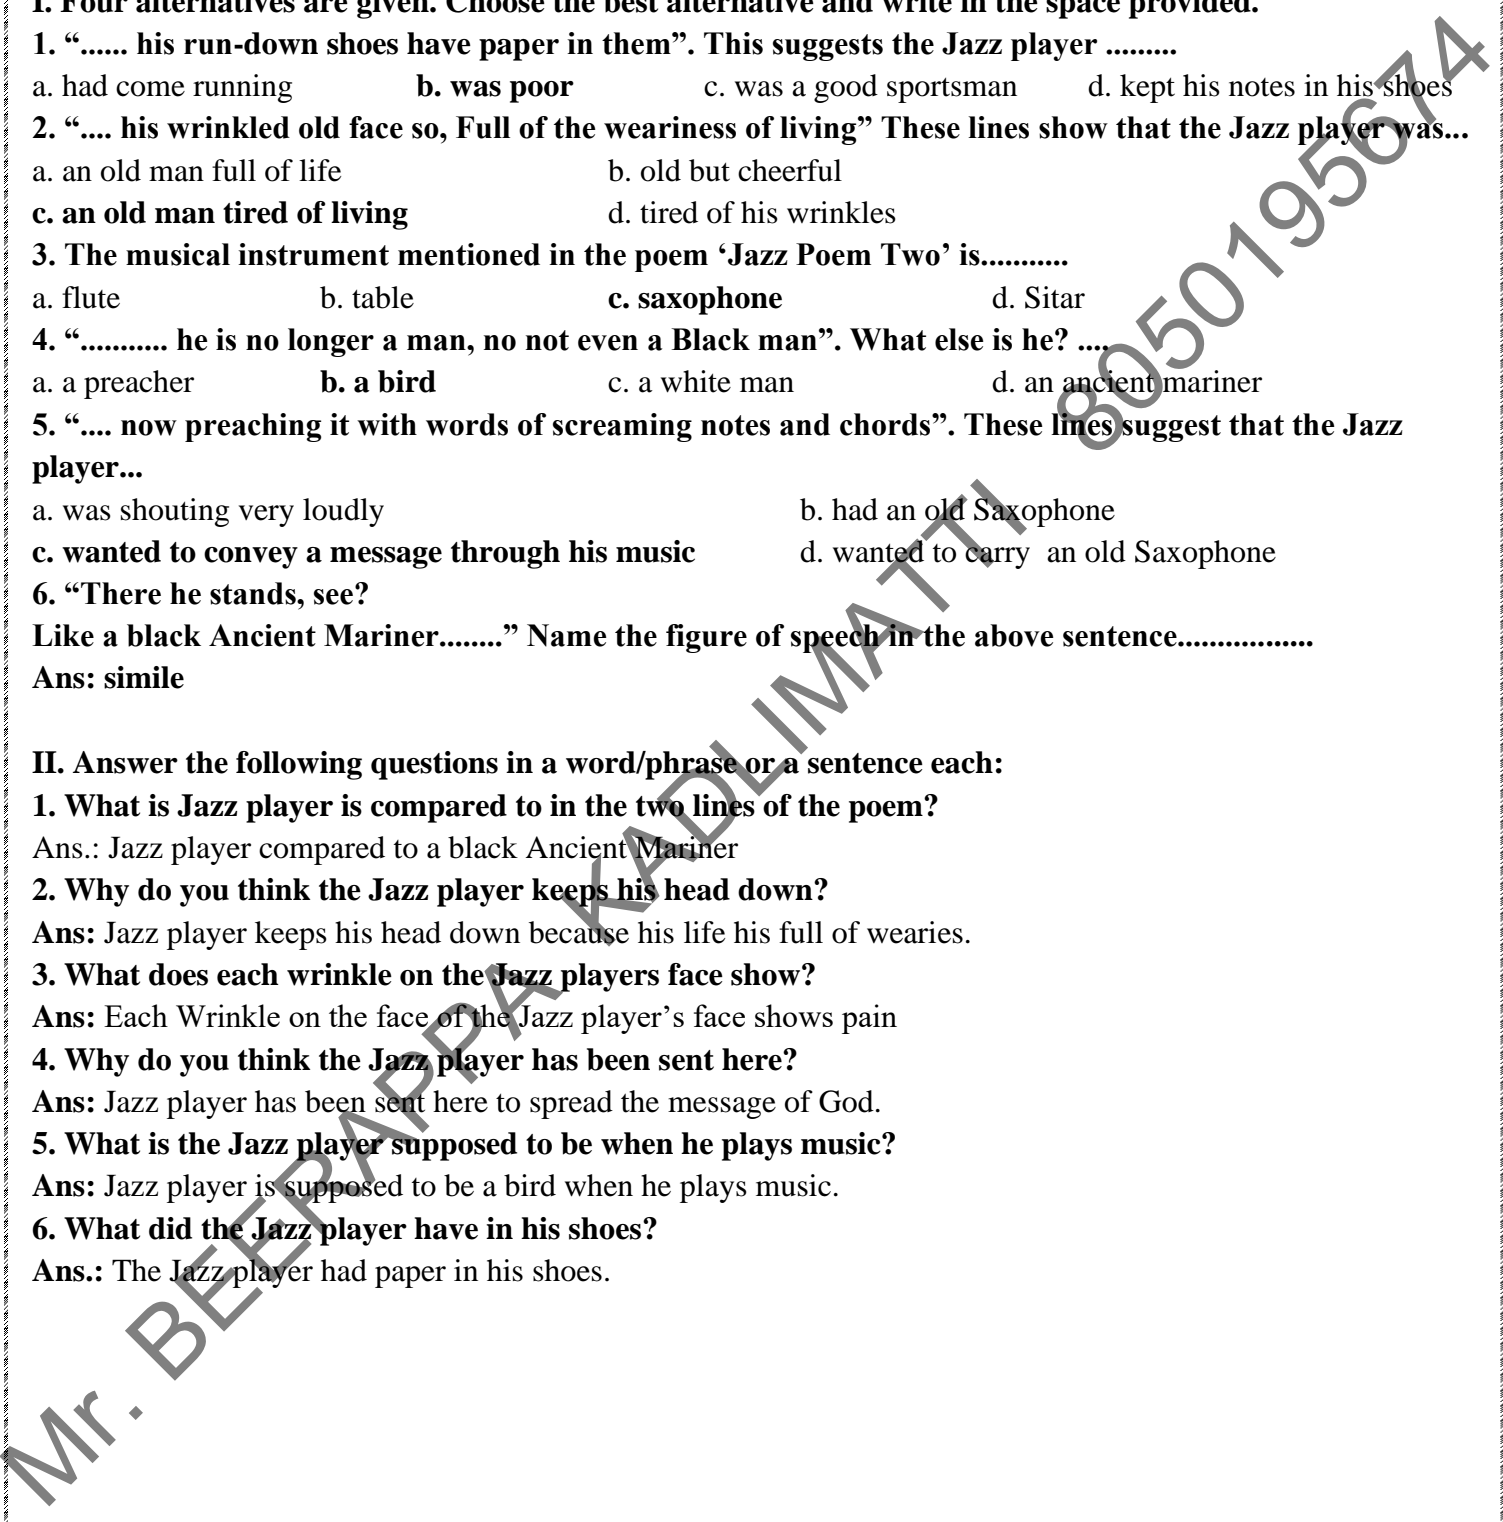 I. Four alternatives are given. Choose the best alternative and write in the space provided.
1. “...... his run-down shoes have paper in them”. This suggests the Jazz player .........
a. had come running b. was poor c. was a good sportsman d. kept his notes in his shoes
2. “.... his wrinkled old face so, Full of the weariness of living” These lines show that the Jazz player was...
a. an old man full of life b. old but cheerful
c. an old man tired of living d. tired of his wrinkles
3. The musical instrument mentioned in the poem ‘Jazz Poem Two’ is...........
a. flute b. table c. saxophone d. Sitar
4. “........... he is no longer a man, no not even a Black man”. What else is he? ....
a. a preacher b. a bird c. a white man d. an ancient mariner
5. “.... now preaching it with words of screaming notes and chords”. These lines suggest that the Jazz
player...
a. was shouting very loudly b. had an old Saxophone
c. wanted to convey a message through his music d. wanted to carry an old Saxophone
6. “There he stands, see?
Like a black Ancient Mariner........” Name the figure of speech in the above sentence.................
Ans: simile
II. Answer the following questions in a word/phrase or a sentence each:
1. What is Jazz player is compared to in the two lines of the poem?
Ans.: Jazz player compared to a black Ancient Mariner
2. Why do you think the Jazz player keeps his head down?
Ans: Jazz player keeps his head down because his life his full of wearies.
3. What does each wrinkle on the Jazz players face show?
Ans: Each Wrinkle on the face of the Jazz player’s face shows pain
4. Why do you think the Jazz player has been sent here?
Ans: Jazz player has been sent here to spread the message of God.
5. What is the Jazz player supposed to be when he plays music?
Ans: Jazz player is supposed to be a bird when he plays music.
6. What did the Jazz player have in his shoes?
Ans.: The Jazz player had paper in his shoes.
Mr. BEERAPPA KADLIMATTI 8050195674